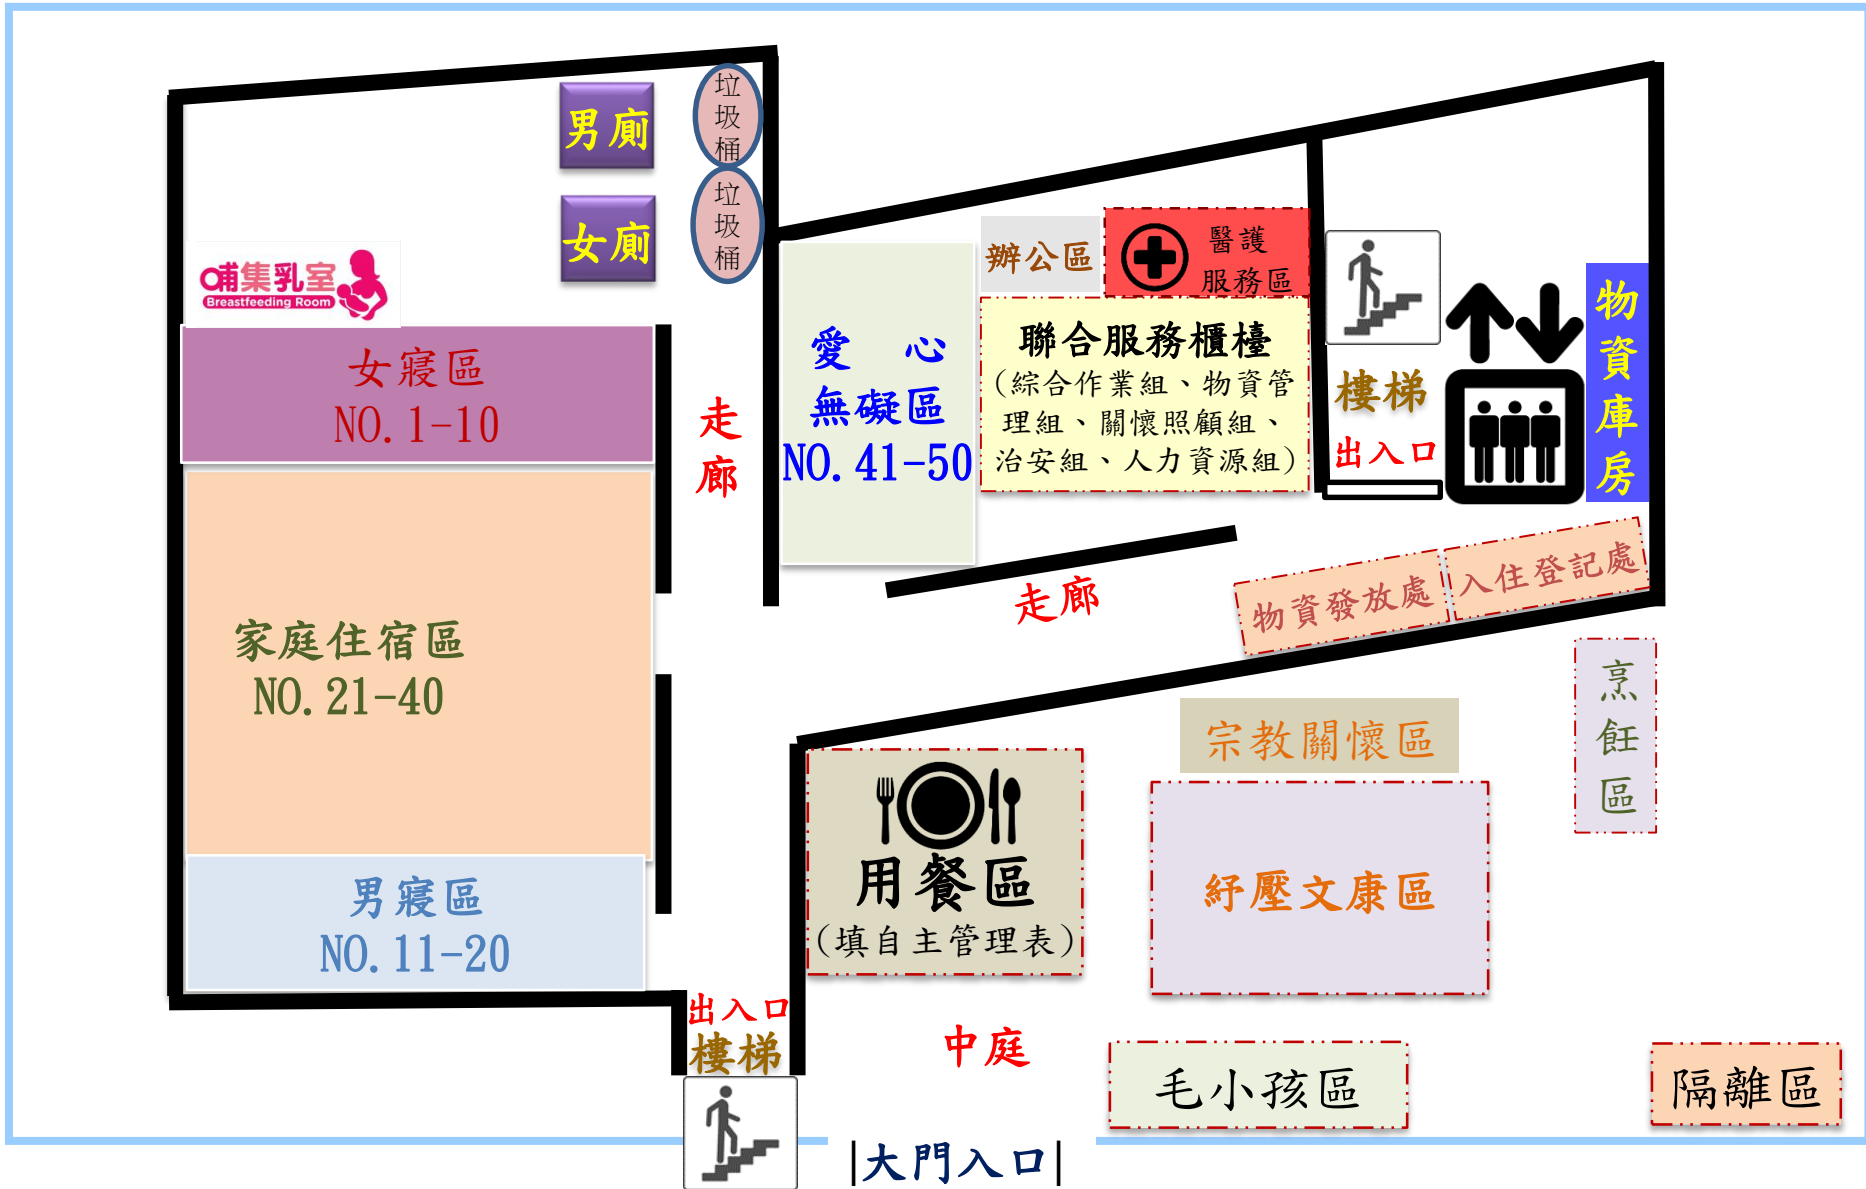 垃圾桶
男廁
垃圾桶
女廁
哺集乳室
Breastfeeding Room
女寢區
NO.1-10
走廊
家庭住宿區
NO.21-40
男寢區
NO.11-20
出入口
樓梯
愛　心
無礙區
NO.41-50
辦公區
醫護
服務區
聯合服務櫃檯
(綜合作業組、物資管
理組、關懷照顧組、
治安組、人力資源組)
樓梯
出入口
物資庫房
走廊
物資發放處
入住登記處
烹飪區
宗教關懷區
用餐區
(填自主管理表)
紓壓文康區
中庭
毛小孩區
隔離區
|大門入口|